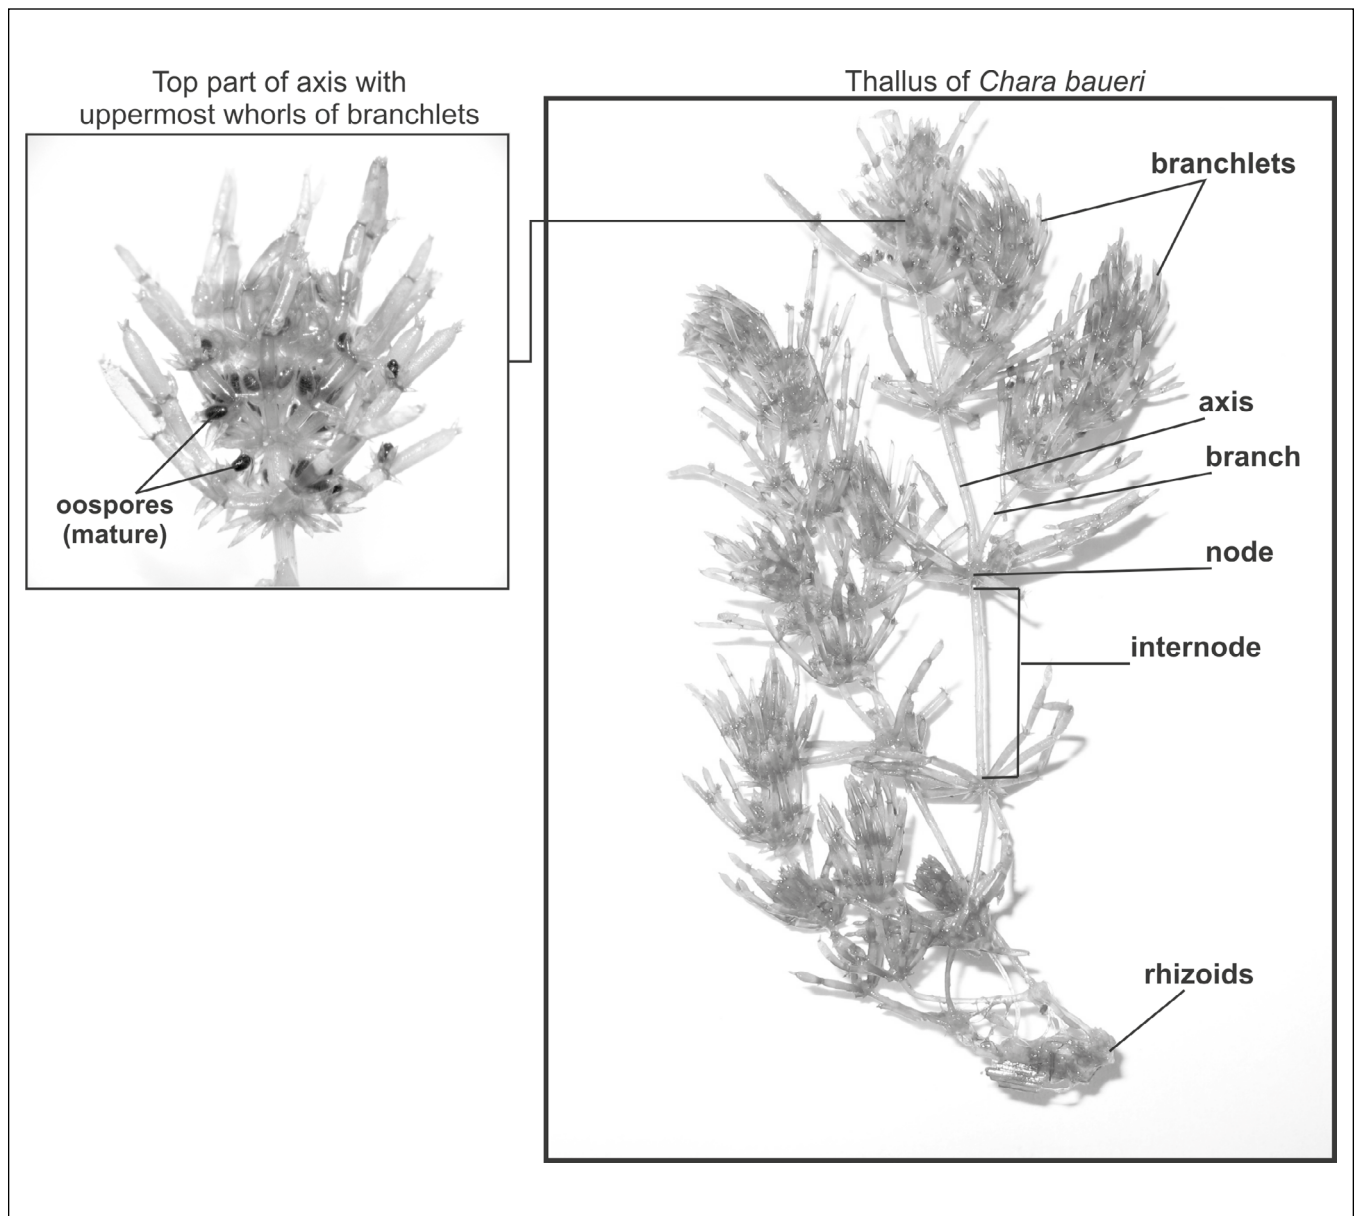 Top part of axis with
uppermost whorls of branchlets
oospores
(mature)
Thallus of Chara baueri
branchlets
axis
branch
node
internode
rhizoids